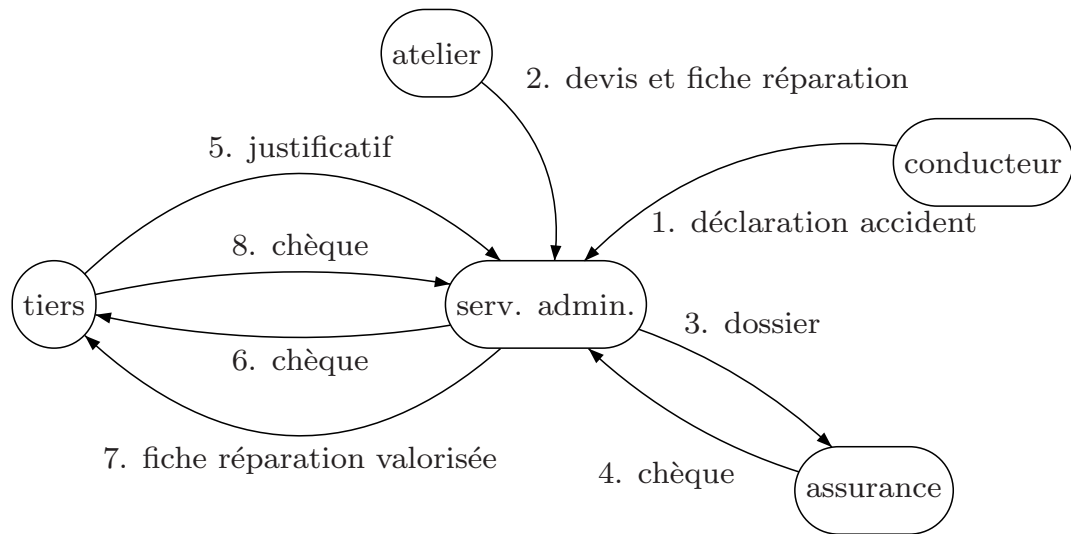 atelier
2. devis et fiche réparation
5. justificatif
conducteur
1. déclaration accident
8. chèque
tiers
serv. admin.
3. dossier
6. chèque
7. fiche réparation valorisée
4. chèque
assurance